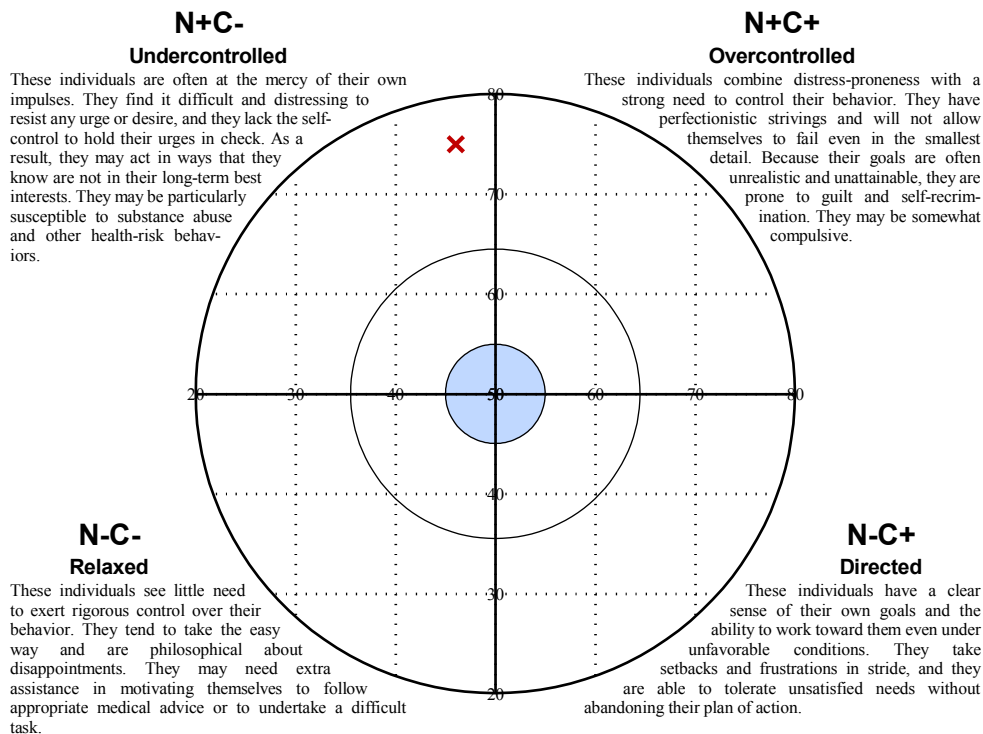 N+C-
Undercontrolled
These individuals are often at the mercy of their own
impulses. They find it difficult and distressing to
resist any urge or desire, and they lack the self-
control to hold their urges in check. As a
result, they may act in ways that they
know are not in their long-term best
interests. They may be particularly
susceptible to substance abuse
and other health-risk behav-
iors.
N+C+
Overcontrolled
These individuals combine distress-proneness with a
strong need to control their behavior. They have
perfectionistic strivings and will not allow
themselves to fail even in the smallest
detail. Because their goals are often
unrealistic and unattainable, they are
prone to guilt and self-recrim-
ination. They may be somewhat
compulsive.
80
70
60
20
30
40
50
60
70
80
40
30
20
N-C-
Relaxed
These individuals see little need
to exert rigorous control over their
behavior. They tend to take the easy
way and are philosophical about
disappointments. They may need extra
assistance in motivating themselves to follow
appropriate medical advice or to undertake a difficult
task.
N-C+
Directed
These individuals have a clear
sense of their own goals and the
ability to work toward them even under
unfavorable conditions. They take
setbacks and frustrations in stride, and they
are able to tolerate unsatisfied needs without
abandoning their plan of action.